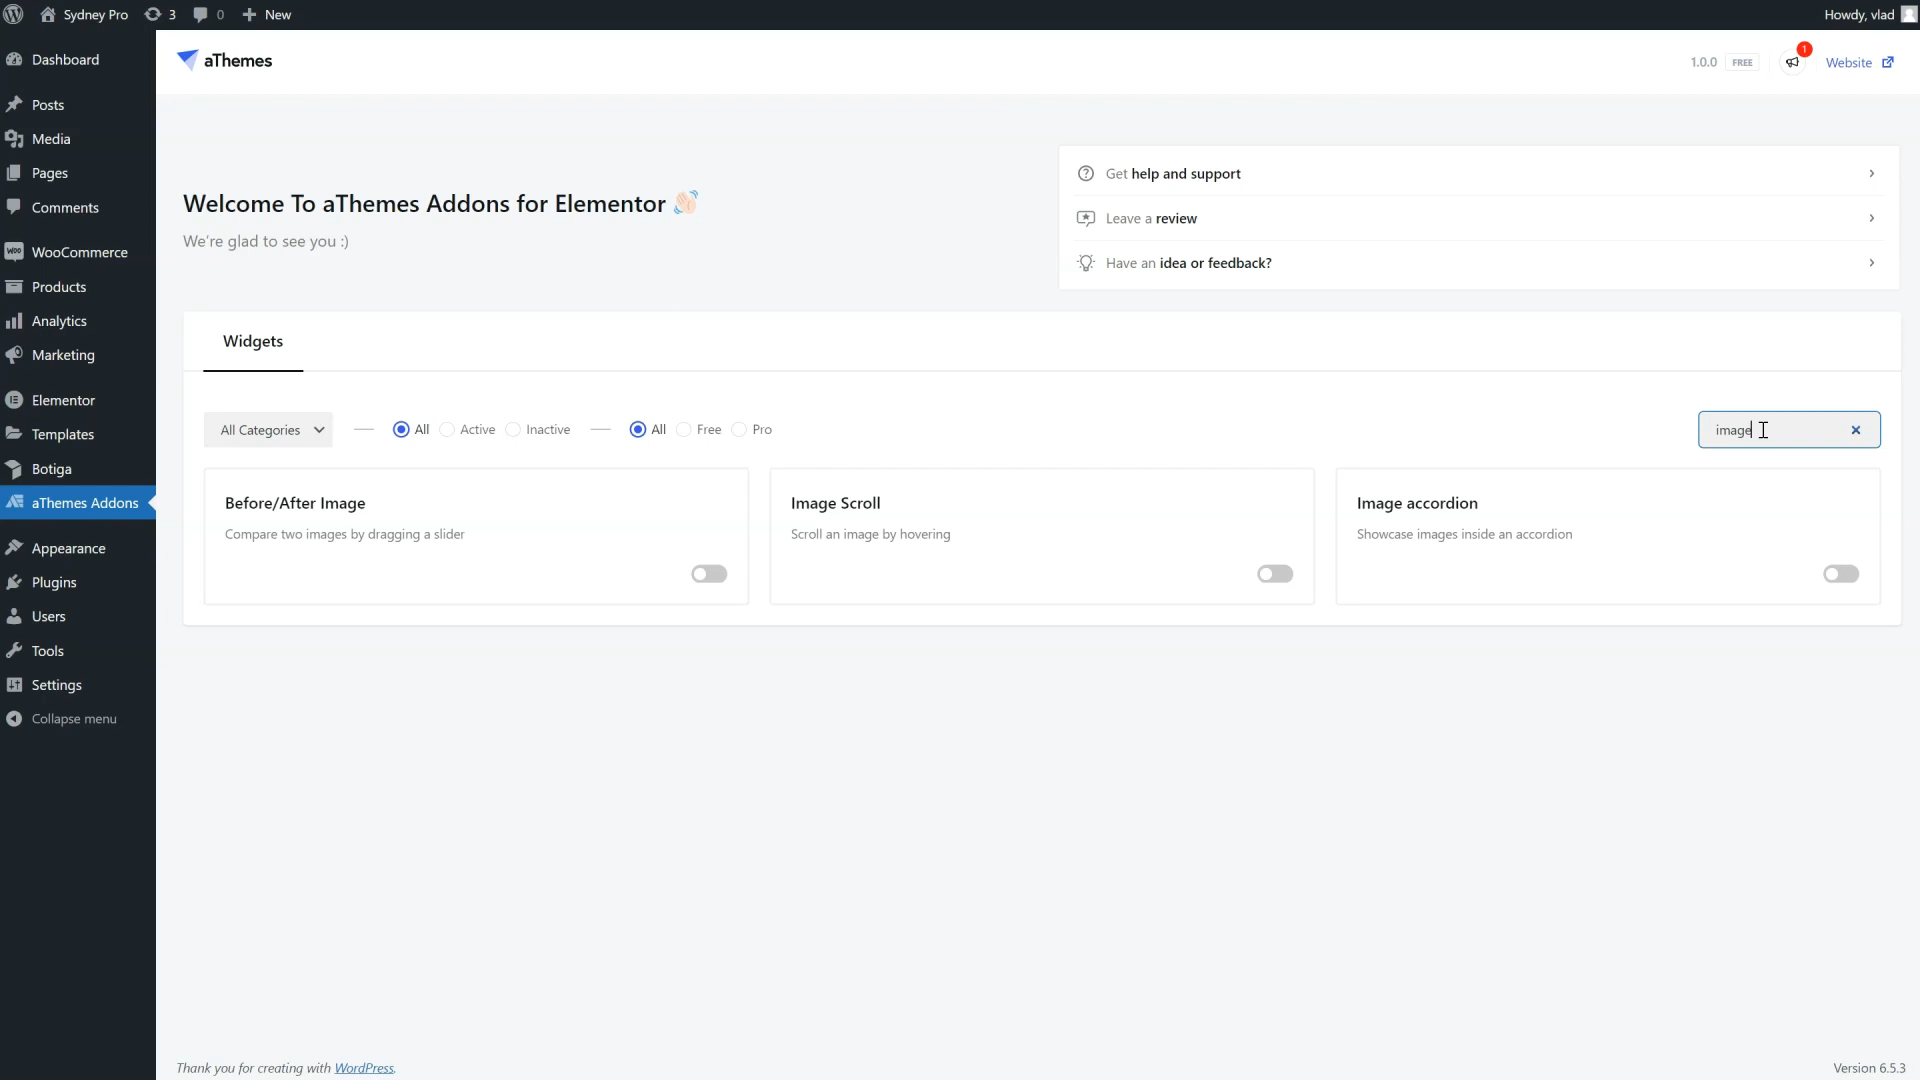 Sydney Pro 3 0 New Howdy, vlad
Dashboard
Posts
Media
Pages
Comments
WooCommerce
Products
Analytics
Marketing
Elementor
Templates
Botiga
aThemes Addons
Appearance
Plugins
Users
Tools
Settings
Collapse menu
aThemes
1.0.0 FREE 1 Website
Welcome To aThemes Addons for Elementor
We're glad to see you :)
Get help and support
Leave a review
Have an idea or feedback?
Widgets
All Categories All Active Inactive All Free Pro image
Before/After Image
Compare two images by dragging a slider
Image Scroll
Scroll an image by hovering
Image accordion
Showcase images inside an accordion
Thank you for creating with WordPress. Version 6.5.3